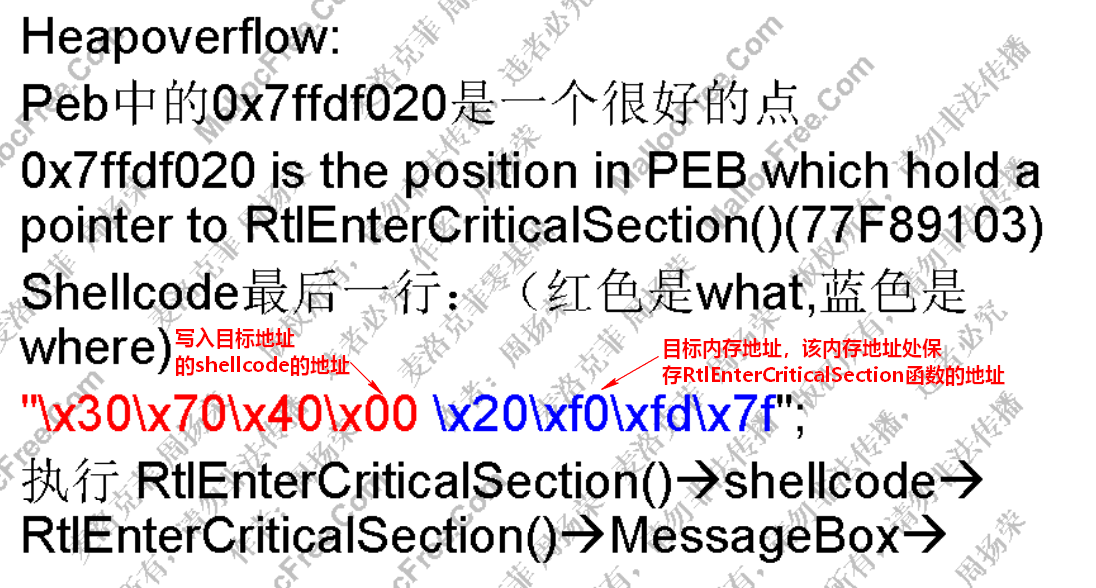 Heapoverflow:
Peb中的0x7ffdf020是一个很好的点
0x7ffdf020 is the position in PEB which hold a
pointer to RtlEnterCriticalSection()(77F89103)
Shellcode最后一行：（红色是what,蓝色是
where)
写入目标地址
的shellcode的地址
目标内存地址，该内存地址处保
存RtlEnterCriticalSection函数的地址
"\x30\x70\x40\x00 \x20\xf0\xfd\x7f";
执行 RtlEnterCriticalSection()→shellcode→
RtlEnterCriticalSection()→MessageBox→